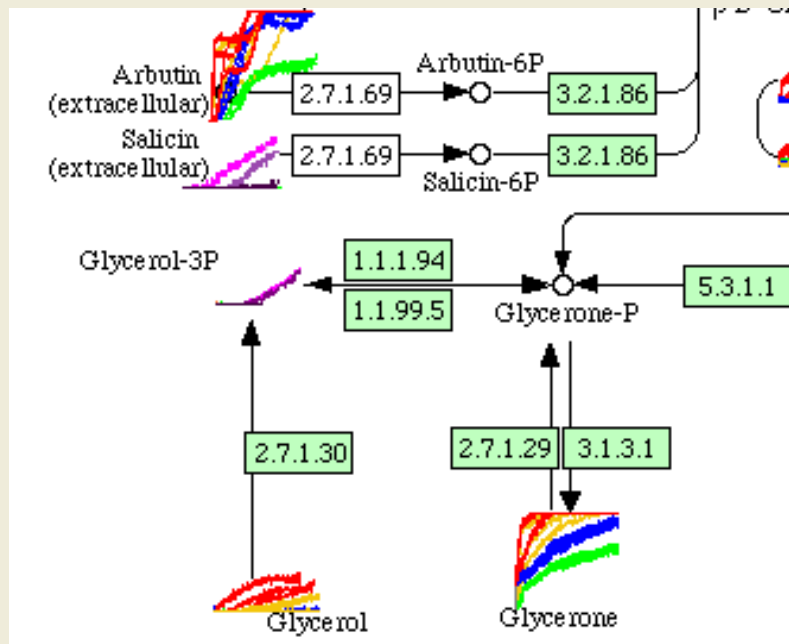 Arbutin
(extracellular)
2.7.1.69
Arbutin-6P
3.2.1.86
Salicin
(extracellular)
2.7.1.69
Salicin-6P
3.2.1.86
Glycerol-3P
1.1.1.94
1.1.99.5
Glycerone-P
5.3.1.1
2.7.1.30
2.7.1.29
3.1.3.1
Glycerol
Glycerone